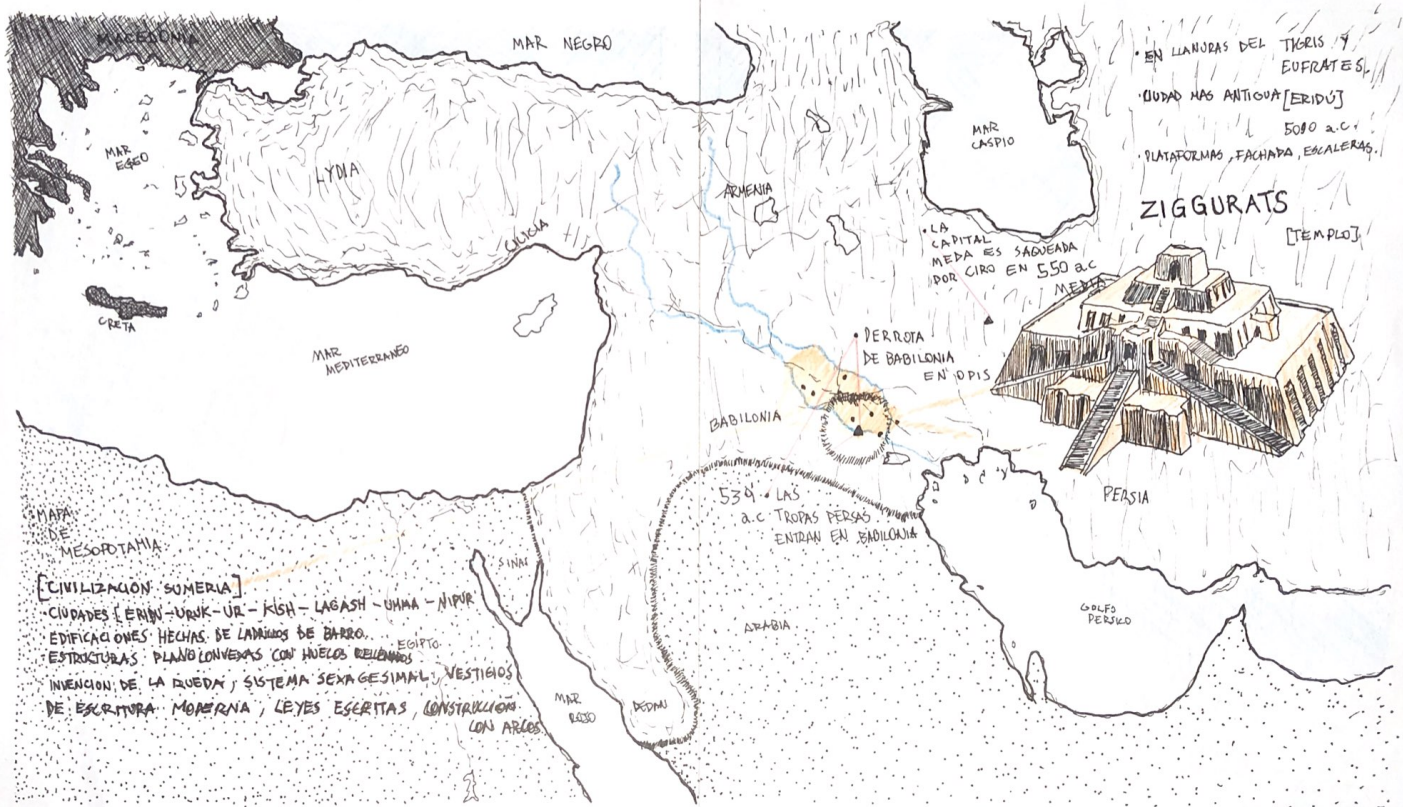 MACEDONIA
MAR NEGRO
MAR
EGEO
LYDIA
CILICIA
CRETA
MAR
MEDITERRANEO
ARMENIA
MAR
CASPIO
• EN LLANURAS DEL TIGRIS Y
EUFRATES.
• CIUDAD MAS ANTIGUA [ERIDÚ]
5000 a.c.
• PLATAFORMAS, FACHADA, ESCALERAS.
ZIGGURATS
[TEMPLO]
• LA
CAPITAL
MEDA ES SAQUEADA
POR CIRO EN 550 a.c
MEDIA
• DERROTA
DE BABILONIA
EN OPIS
BABILONIA
PERSIA
539 • LAS
a.c TROPAS PERSAS
ENTRAN EN BABILONIA
ARABIA
GOLFO
PERSICO
MAPA
DE
MESOPOTAMIA
[CIVILIZACIÓN SUMERIA]
• CIUDADES [ERIDU-URUK-UR-KISH-LAGASH-UMMA-NIPUR
EDIFICACIONES HECHAS DE LADRILLOS DE BARRO.
ESTRUCTURAS PLANOCONVEXAS CON HUECOS RELLENADOS
INVENCION DE LA RUEDA, SISTEMA SEXAGESIMAL, VESTIGIOS
DE ESCRITURA MODERNA, LEYES ESCRITAS, CONSTRUCCIÓN
CON ARCOS.
EGIPTO
SINAI
MAR
ROJO
DEDAN